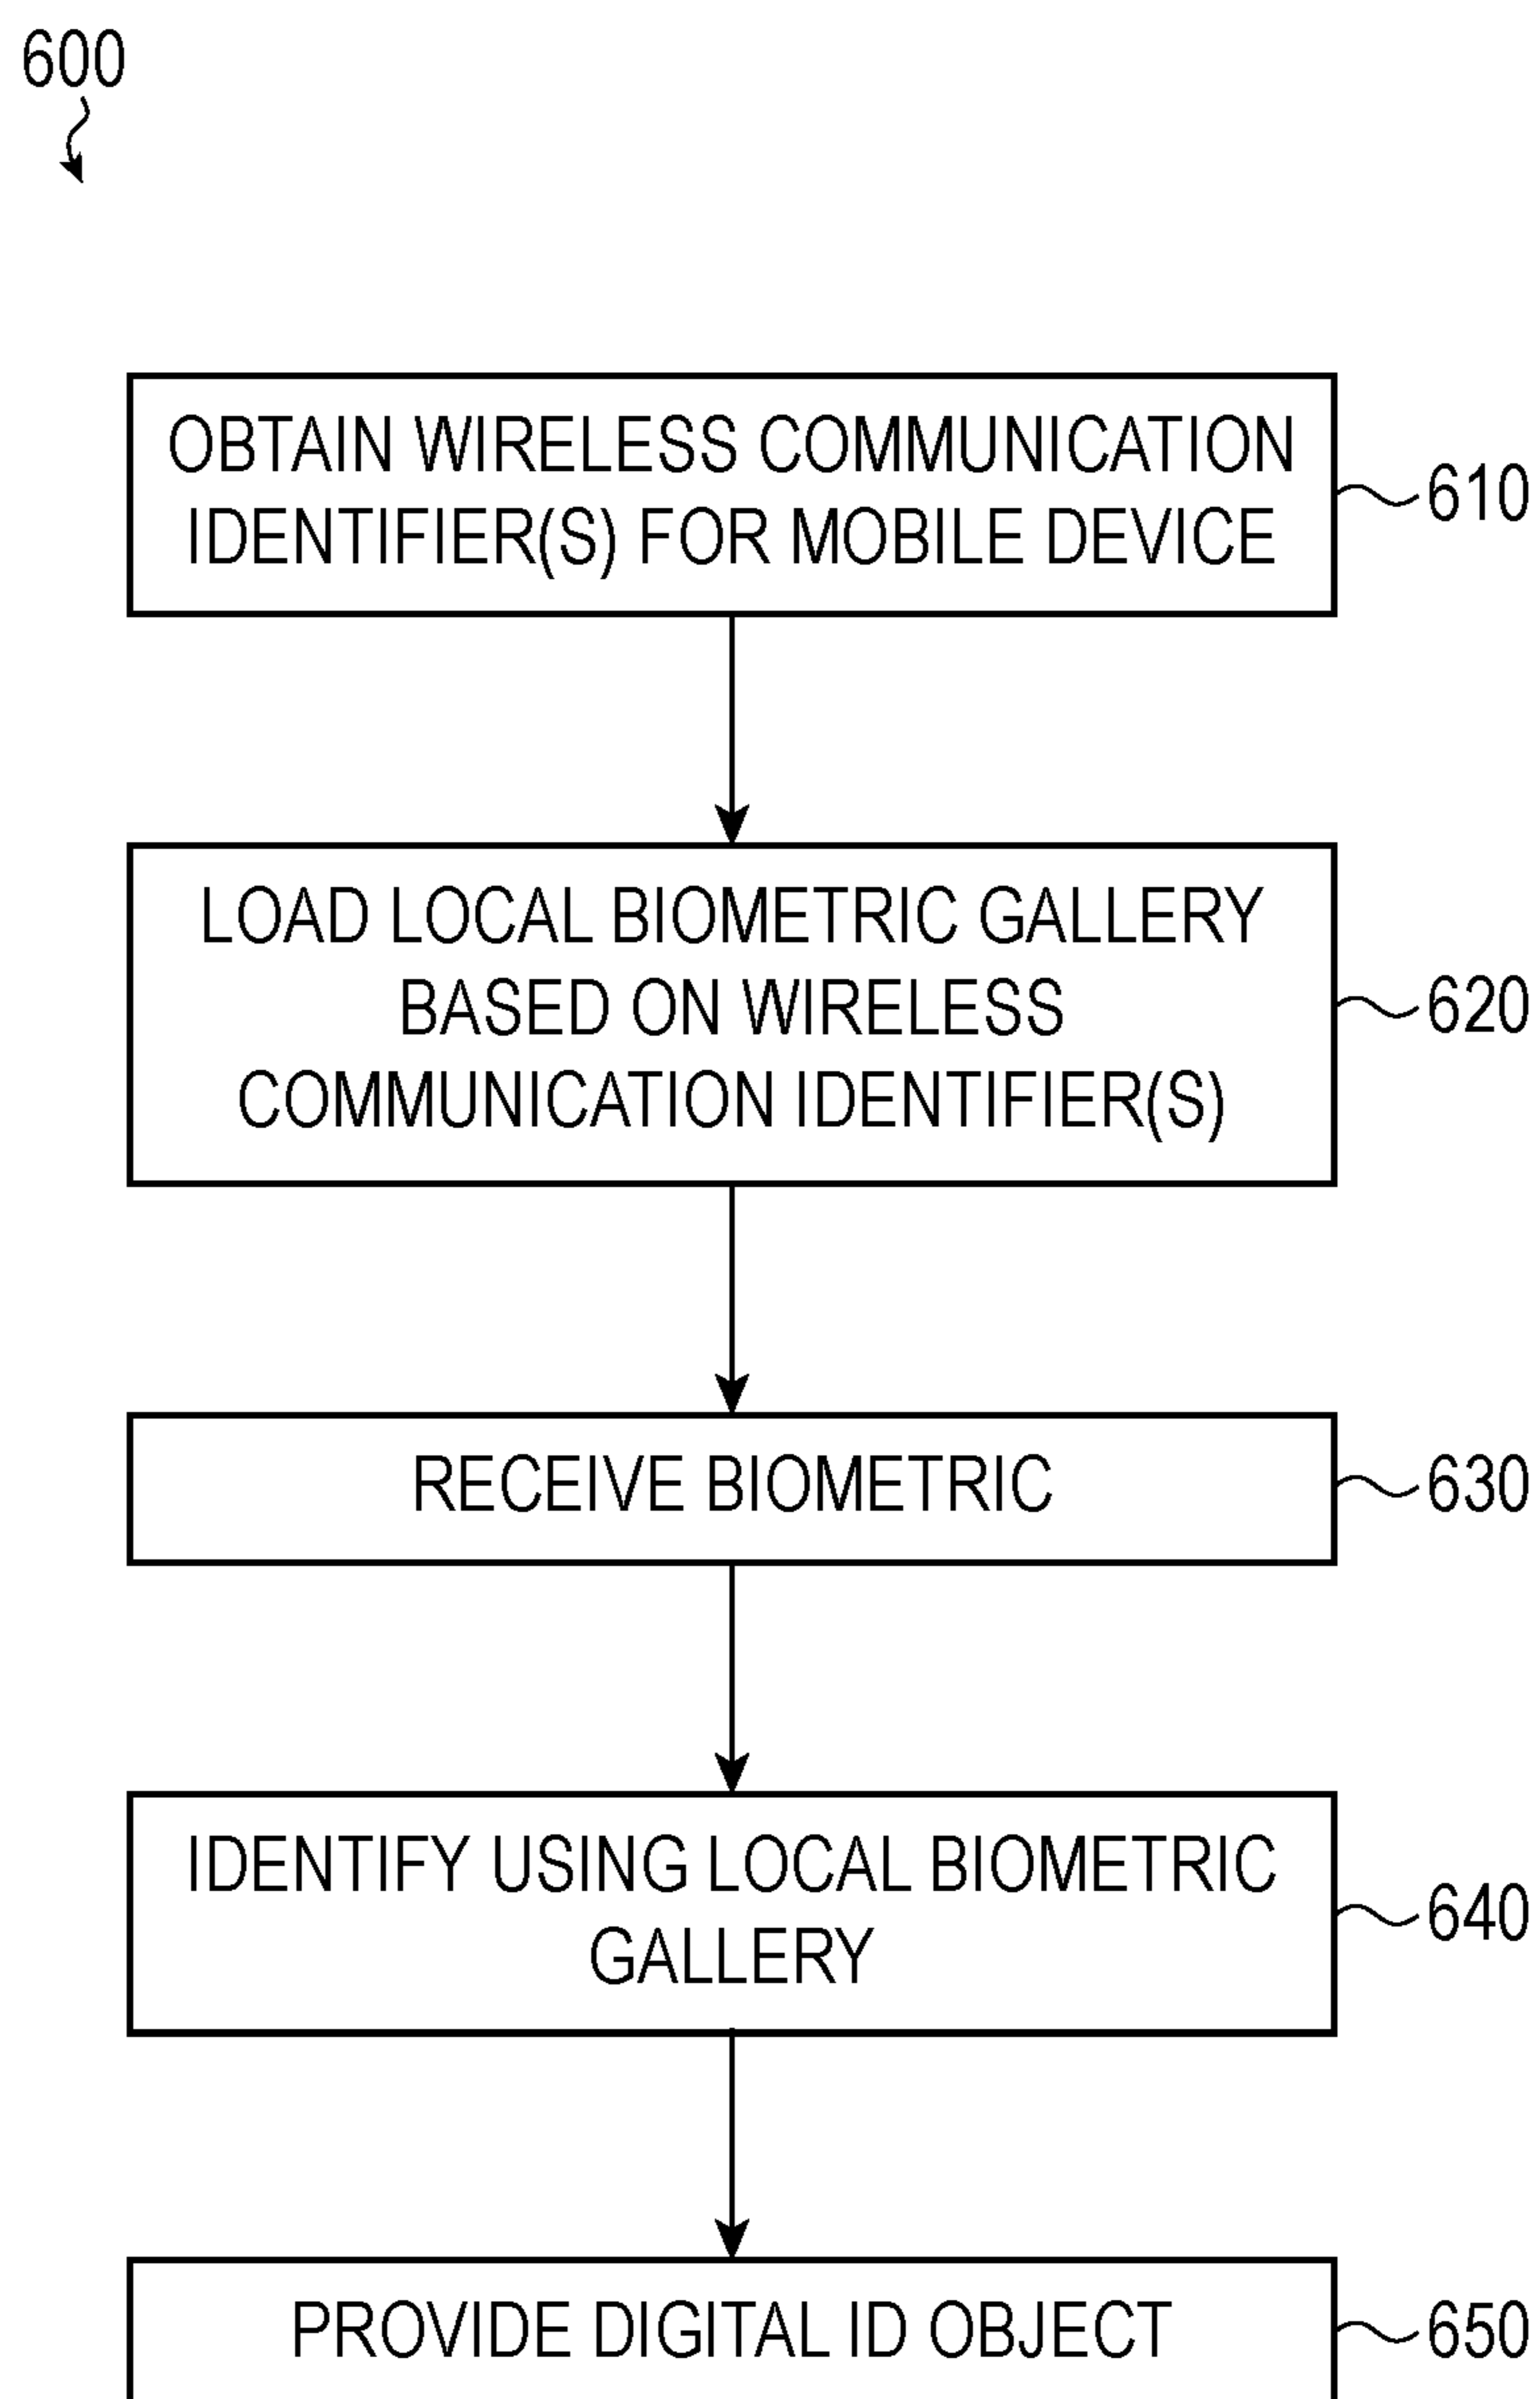 600
OBTAIN WIRELESS COMMUNICATION
IDENTIFIER(S) FOR MOBILE DEVICE
610
LOAD LOCAL BIOMETRIC GALLERY
BASED ON WIRELESS
COMMUNICATION IDENTIFIER(S)
620
RECEIVE BIOMETRIC
630
IDENTIFY USING LOCAL BIOMETRIC
GALLERY
640
PROVIDE DIGITAL ID OBJECT
650